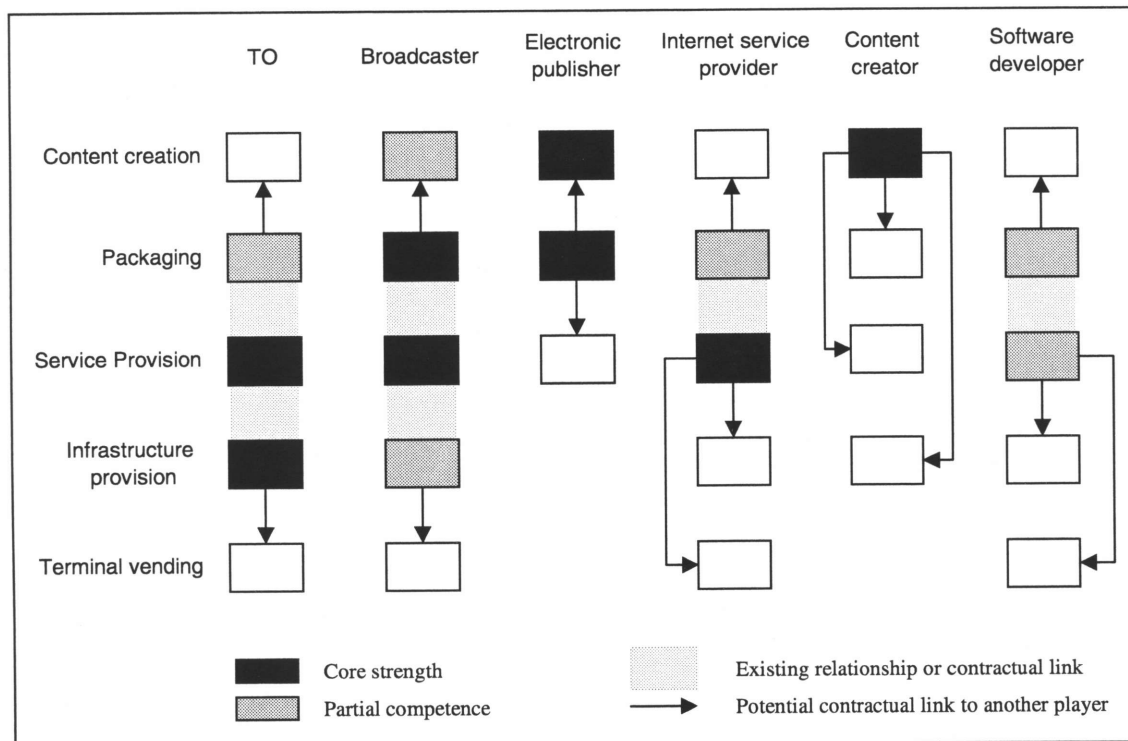 TO
Broadcaster
Electronic
publisher
Internet service
provider
Content
creator
Software
developer
Content creation
Packaging
Service Provision
Infrastructure
provision
Terminal vending
Core strength
Partial competence
Existing relationship or contractual link
Potential contractual link to another player